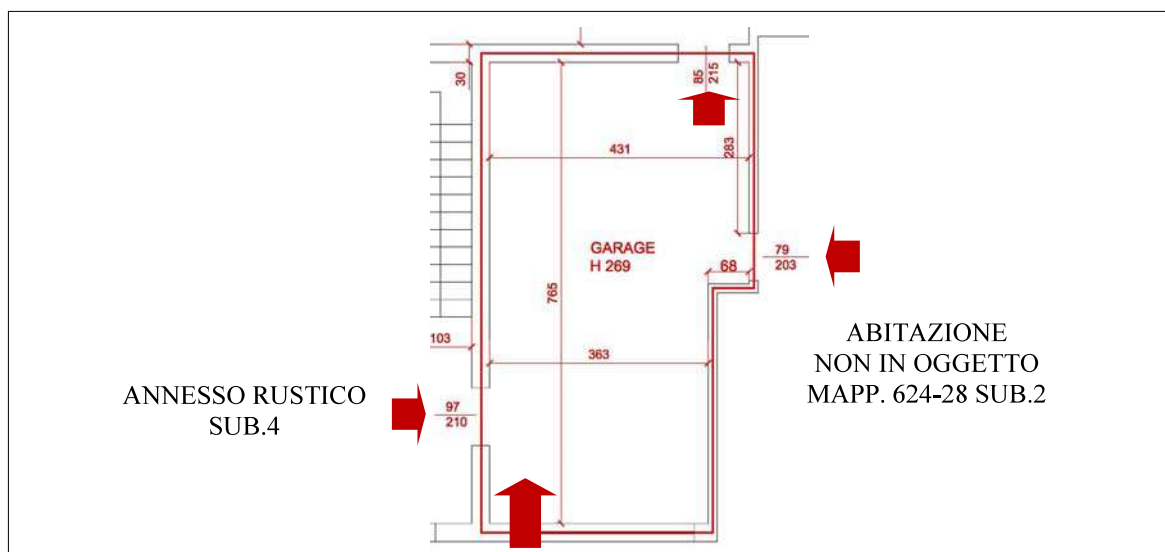 30
85
215
283
431
GARAGE
H 269
79
203
68
765
103
363
ABITAZIONE
NON IN OGGETTO
MAPP. 624-28 SUB.2
ANNESSO RUSTICO
SUB.4
97
210